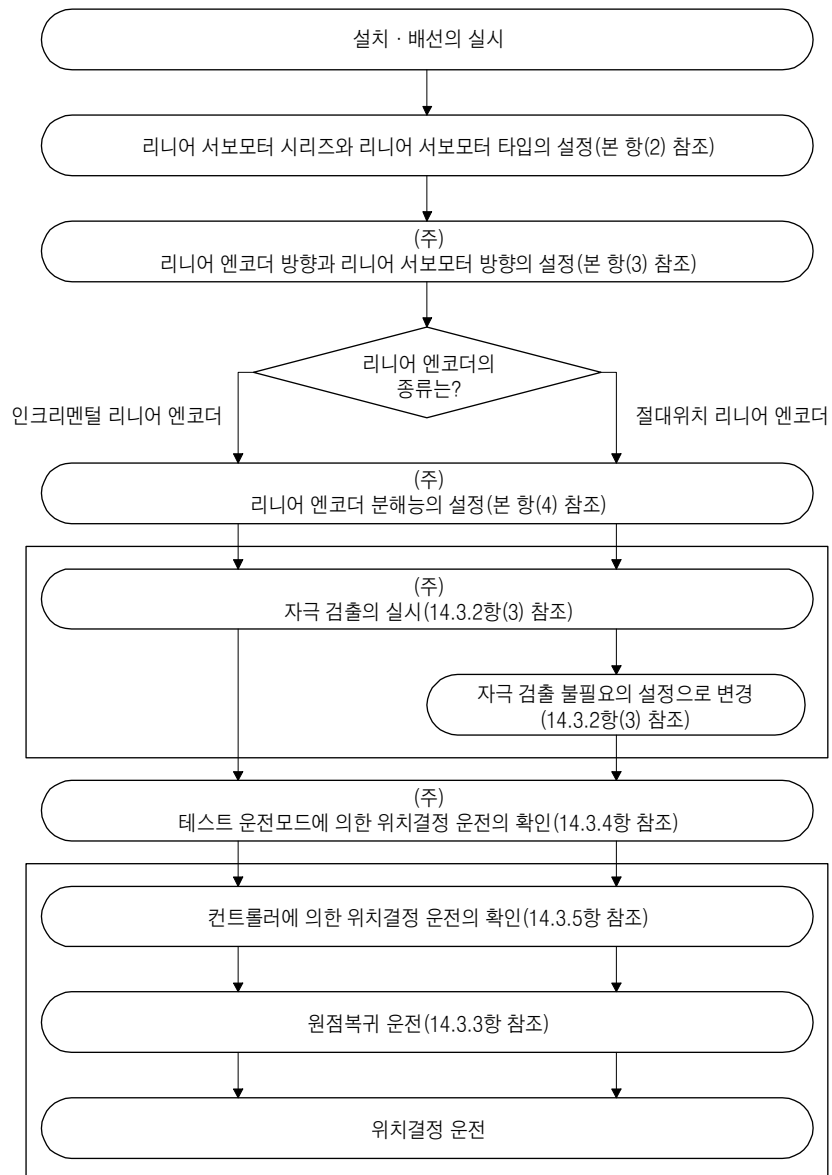 설치 · 배선의 실시
리니어 서보모터 시리즈와 리니어 서보모터 타입의 설정(본 항(2) 참조)
(주)
리니어 엔코더 방향과 리니어 서보모터 방향의 설정(본 항(3) 참조)
리니어 엔코더의
종류는?
인크리멘털 리니어 엔코더
절대위치 리니어 엔코더
(주)
리니어 엔코더 분해능의 설정(본 항(4) 참조)
(주)
자극 검출의 실시(14.3.2항(3) 참조)
자극 검출 불필요의 설정으로 변경
(14.3.2항(3) 참조)
(주)
테스트 운전모드에 의한 위치결정 운전의 확인(14.3.4항 참조)
컨트롤러에 의한 위치결정 운전의 확인(14.3.5항 참조)
원점복귀 운전(14.3.3항 참조)
위치결정 운전